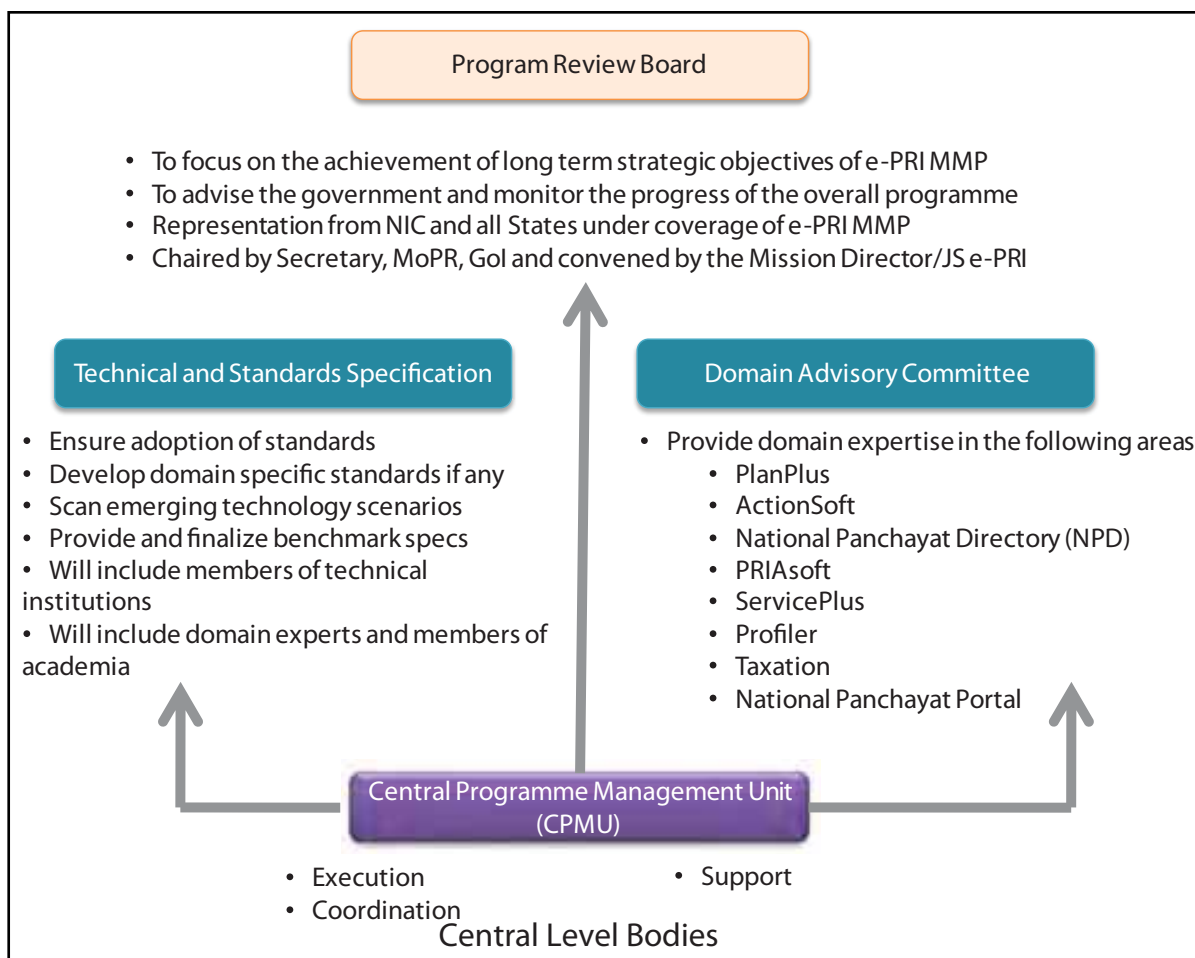 Program Review Board
• To focus on the achievement of long term strategic objectives of e-PRI MMP
• To advise the government and monitor the progress of the overall programme
• Representation from NIC and all States under coverage of e-PRI MMP
• Chaired by Secretary, MoPR, GoI and convened by the Mission Director/JS e-PRI
Technical and Standards Specification
• Ensure adoption of standards
• Develop domain specific standards if any
• Scan emerging technology scenarios
• Provide and finalize benchmark specs
• Will include members of technical
institutions
• Will include domain experts and members of
academia
Domain Advisory Committee
• Provide domain expertise in the following areas
• PlanPlus
• ActionSoft
• National Panchayat Directory (NPD)
• PRIAsoft
• ServicePlus
• Profiler
• Taxation
• National Panchayat Portal
Central Programme Management Unit
(CPMU)
• Execution
• Coordination
• Support
Central Level Bodies